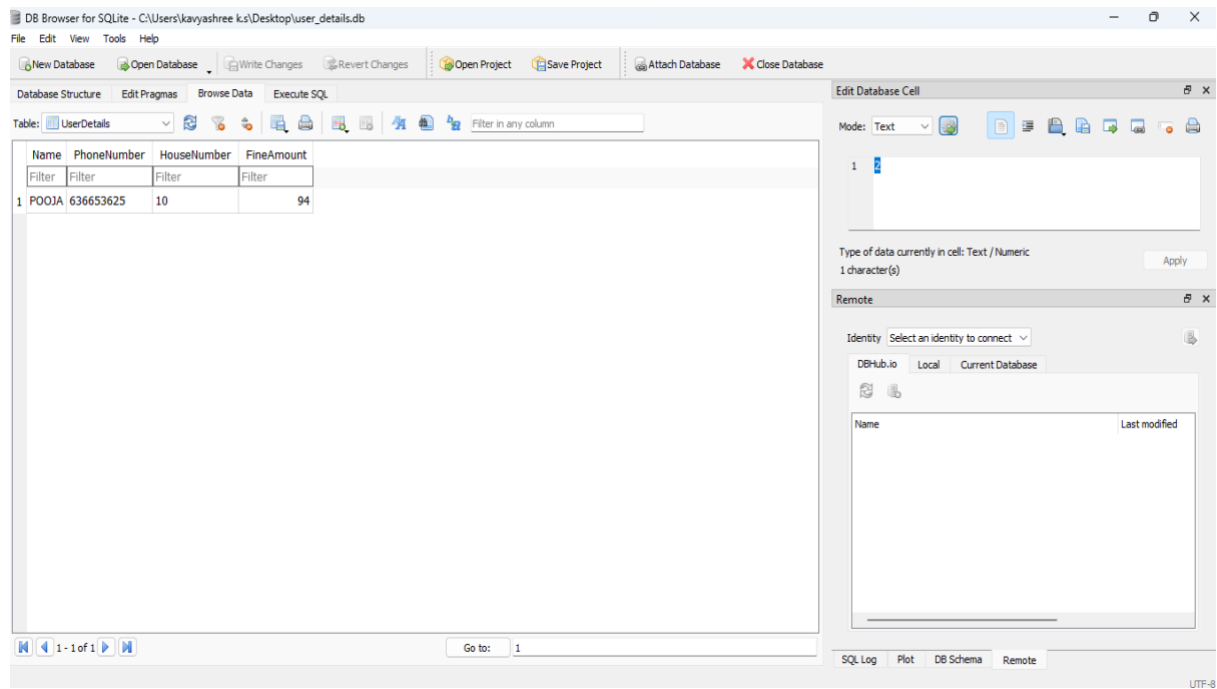 DB Browser for SQLite - C:\Users\kavyashree k.s\Desktop\user_details.db
File Edit View Tools Help
New Database Open Database Write Changes Revert Changes Open Project Save Project Attach Database Close Database
Database Structure Edit Pragmas Browse Data Execute SQL
Table: UserDetails Filter in any column
Name PhoneNumber HouseNumber FineAmount
Filter Filter Filter Filter
1 POOJA 636653625 10 94
1 - 1 of 1 Go to: 1
Edit Database Cell
Mode: Text
1 2
Type of data currently in cell: Text / Numeric
1 character(s)
Apply
Remote
Identity Select an identity to connect
DBHub.io Local Current Database
Name Last modified
SQL Log Plot DB Schema Remote
UTF-8